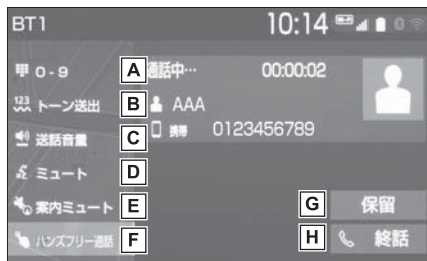 BT1 10:14
0-9 A 通話中… 00:00:02
トーン送出 B AAA
送話音量 C 携帯 0123456789
ミュート D
案内ミュート E G 保留
ハンズフリー通話 F H 終話